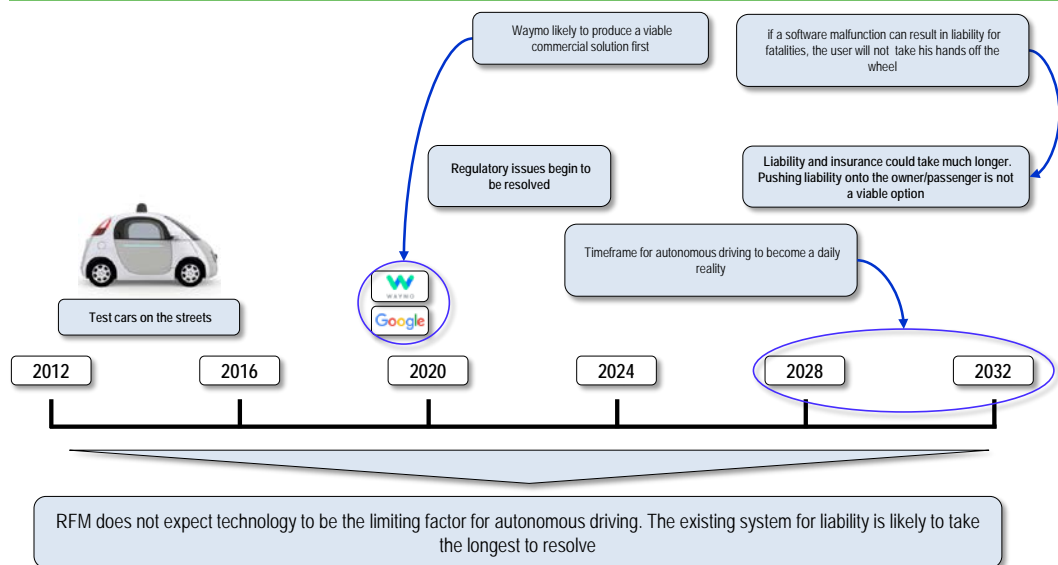 Waymo likely to produce a viable
commercial solution first
if a software malfunction can result in liability for
fatalities, the user will not take his hands off the
wheel
Regulatory issues begin to
be resolved
Liability and insurance could take much longer.
Pushing liability onto the owner/passenger is not
a viable option
Timeframe for autonomous driving to become a daily
reality
WAYMO
Google
Test cars on the streets
2012
2016
2020
2024
2028
2032
RFM does not expect technology to be the limiting factor for autonomous driving. The existing system for liability is likely to take
the longest to resolve